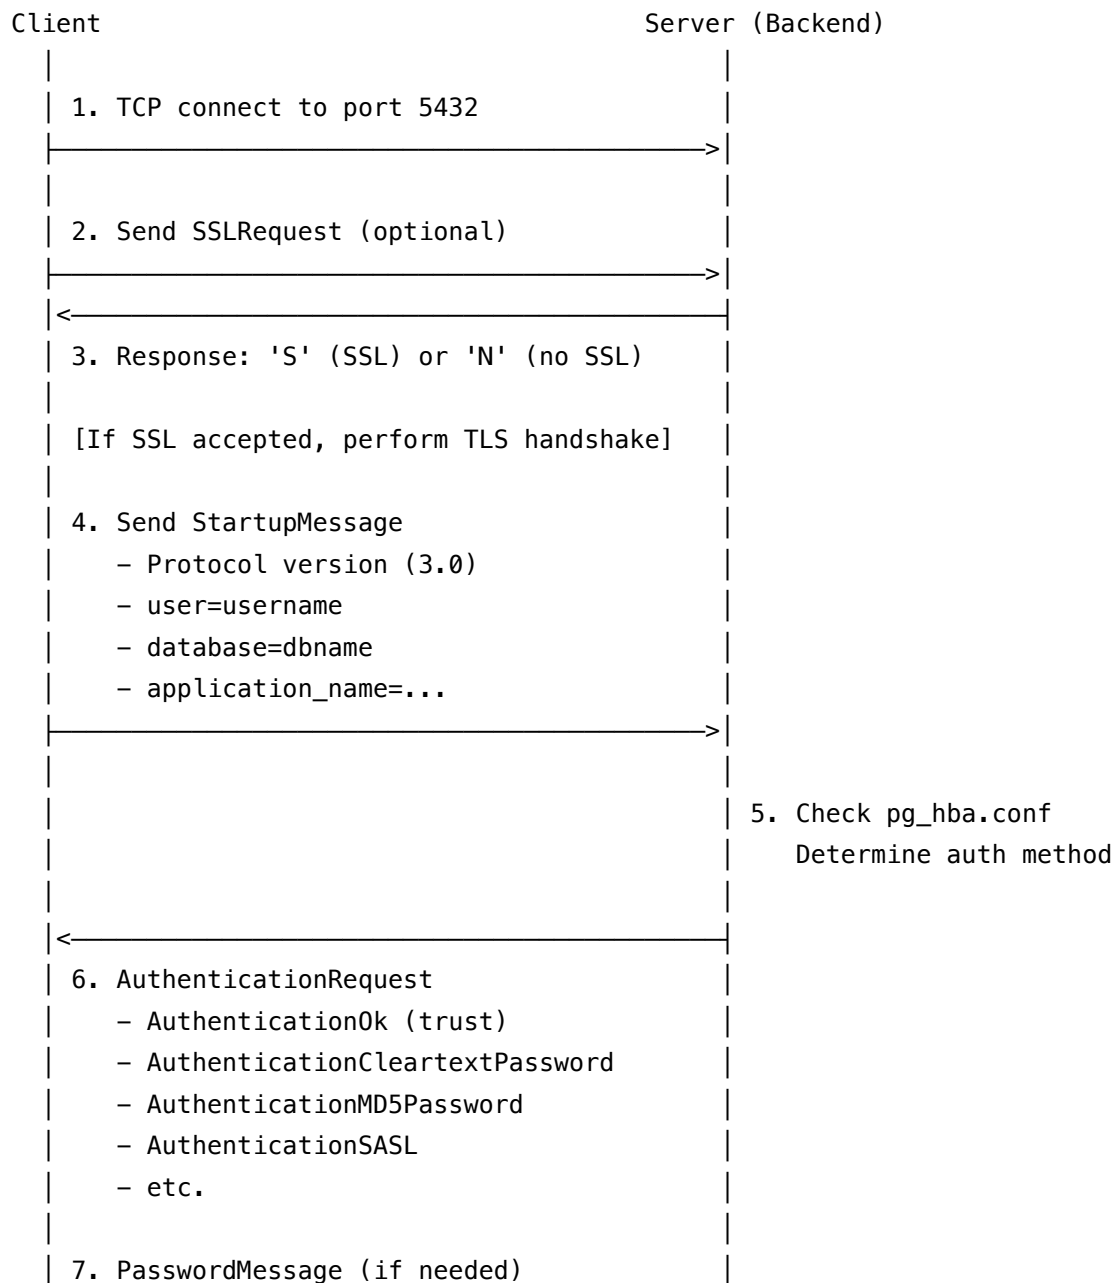 Client Server (Backend)
1. TCP connect to port 5432
2. Send SSLRequest (optional)
3. Response: 'S' (SSL) or 'N' (no SSL)
[If SSL accepted, perform TLS handshake]
4. Send StartupMessage
- Protocol version (3.0)
- user=username
- database=dbname
- application_name=...
5. Check pg_hba.conf
Determine auth method
6. AuthenticationRequest
- AuthenticationOk (trust)
- AuthenticationCleartextPassword
- AuthenticationMD5Password
- AuthenticationSASL
- etc.
7. PasswordMessage (if needed)